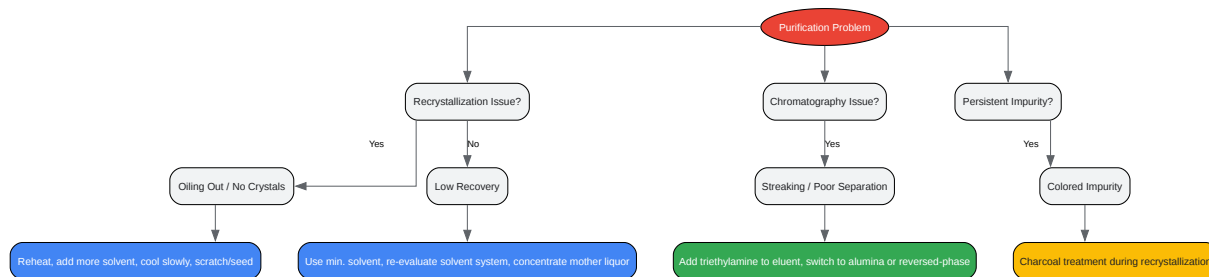 Purification Problem
Recrystallization Issue?
Chromatography Issue?
Persistent Impurity?
Yes
No
Yes
Yes
Oiling Out / No Crystals
Low Recovery
Streaking / Poor Separation
Colored Impurity
Reheat, add more solvent, cool slowly, scratch/seed
Use min. solvent, re-evaluate solvent system, concentrate mother liquor
Add triethylamine to eluent, switch to alumina or reversed-phase
Charcoal treatment during recrystallization